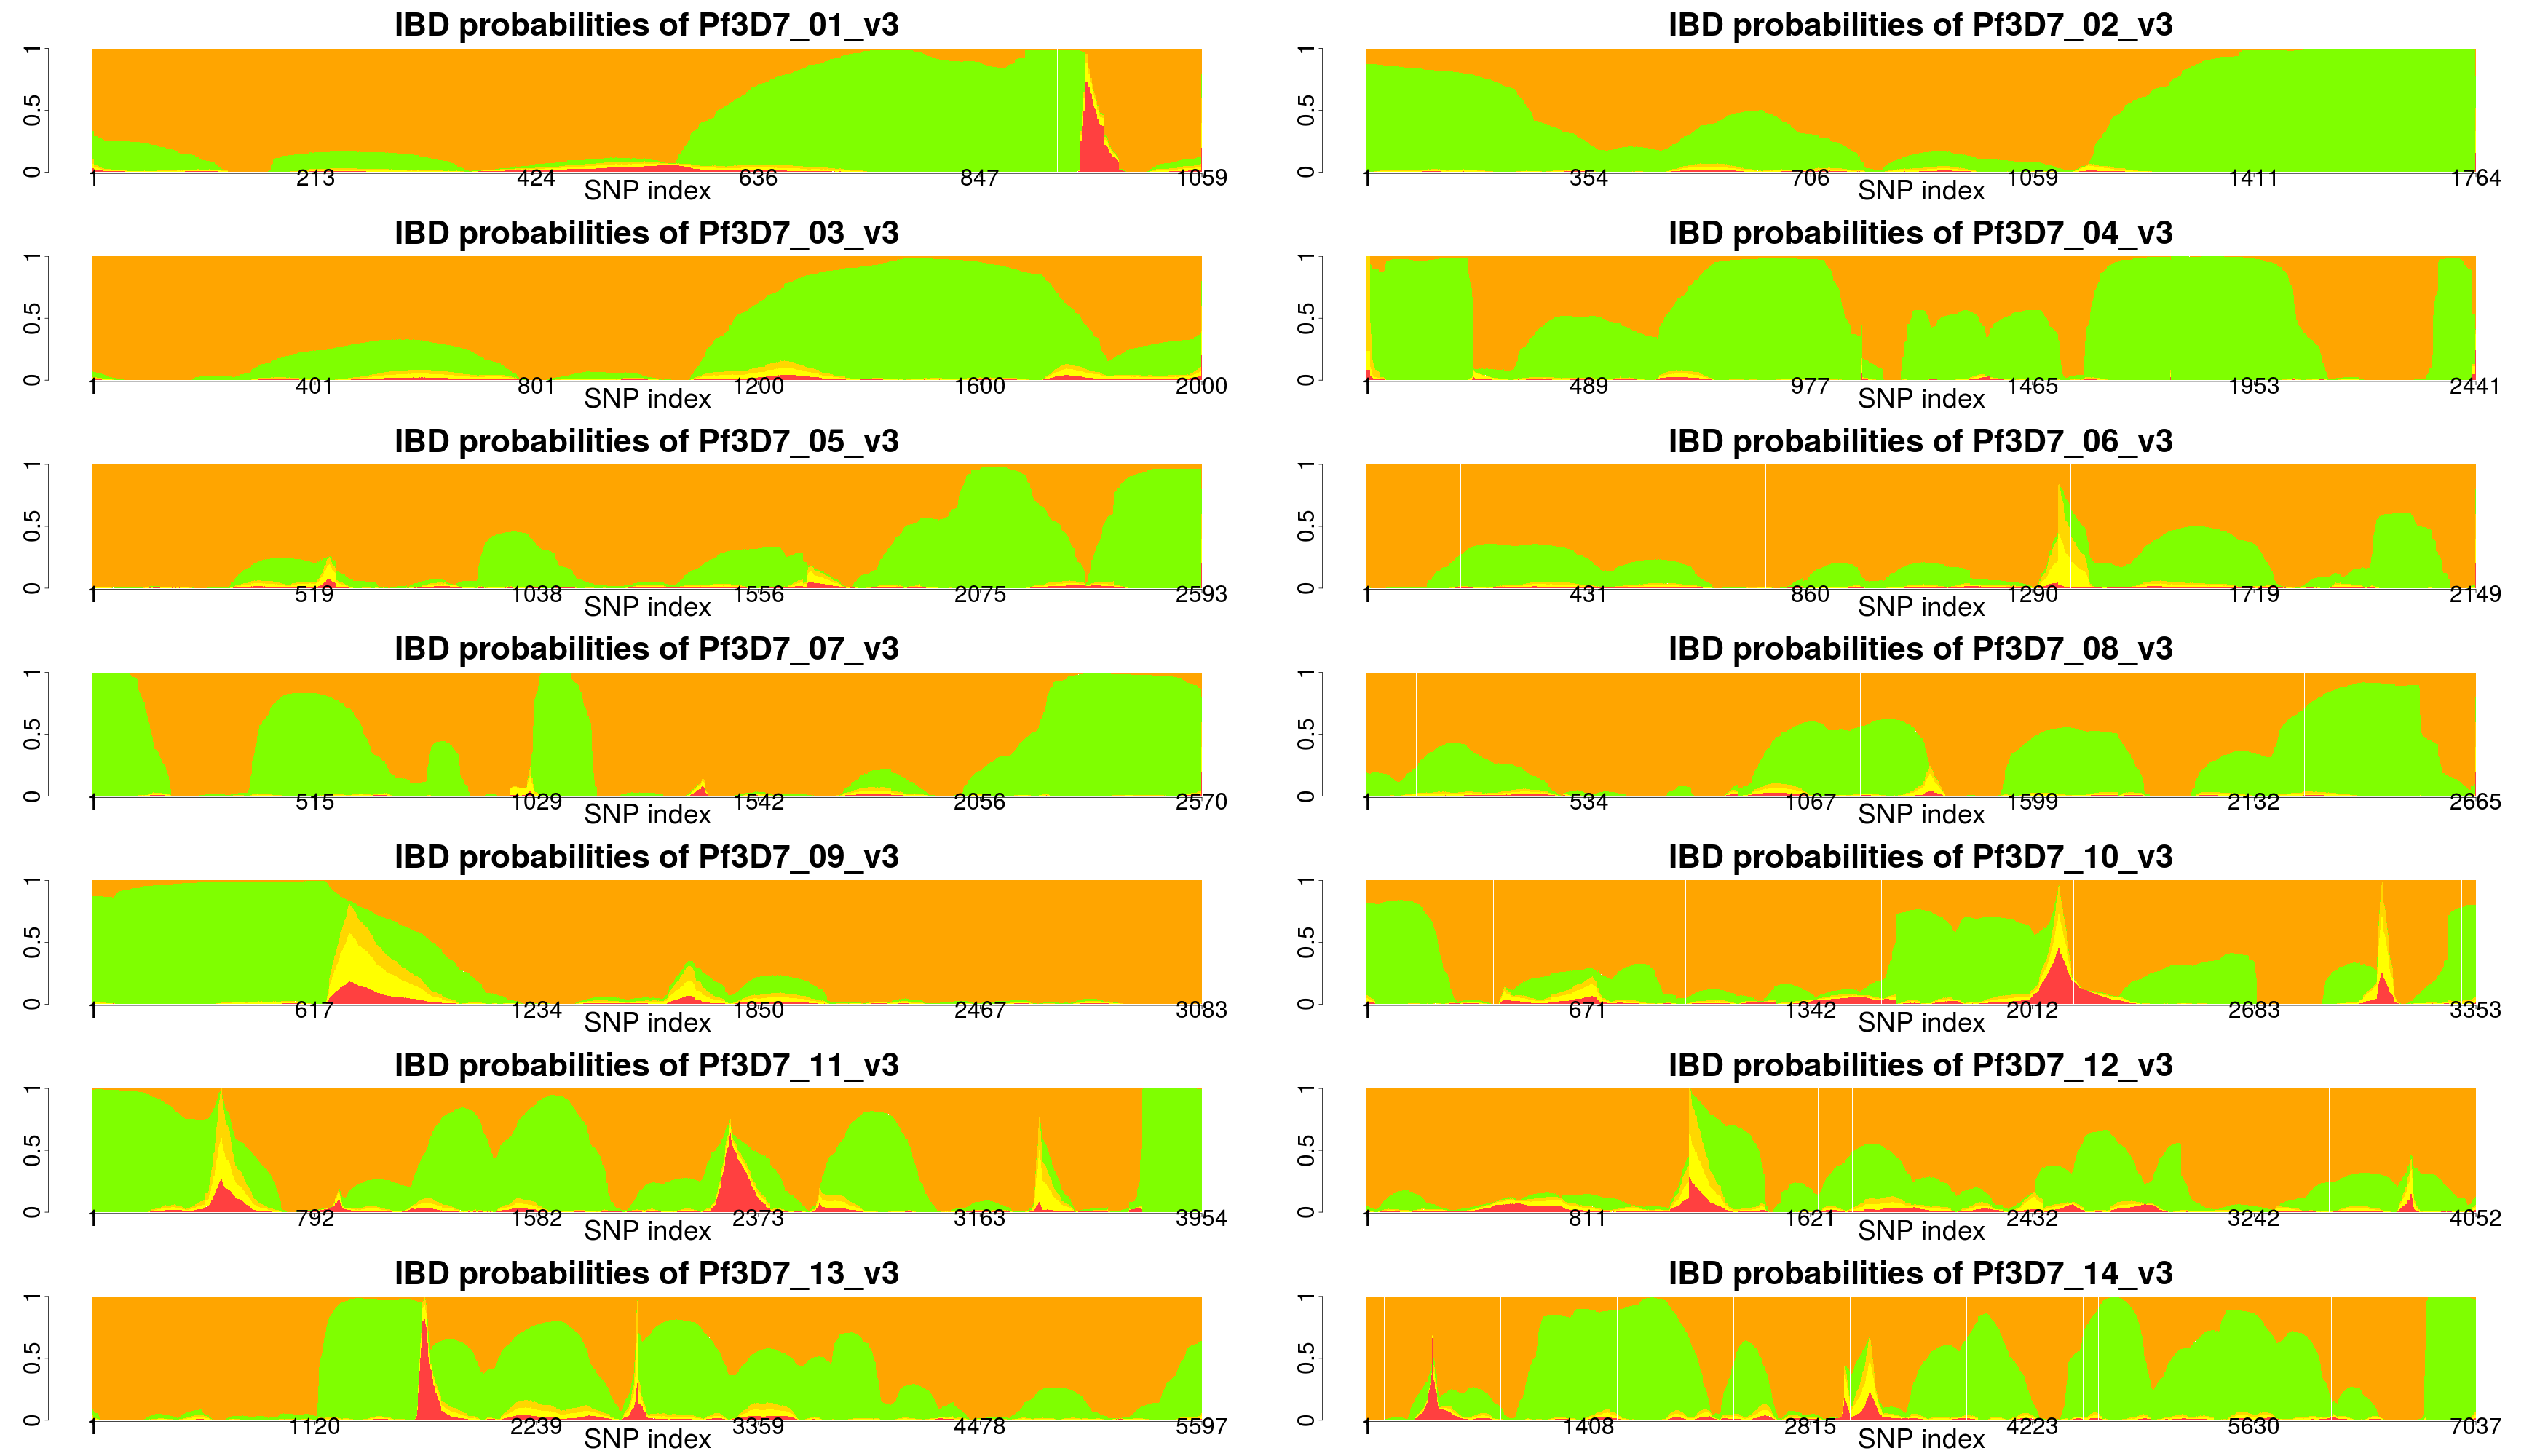 IBD probabilities of Pf3D7_01_v3
0 0.5 1
1 213 424 636 847 1059
SNP index
IBD probabilities of Pf3D7_02_v3
0 0.5 1
1 354 706 1059 1411 1764
SNP index
IBD probabilities of Pf3D7_03_v3
0 0.5 1
1 401 801 1200 1600 2000
SNP index
IBD probabilities of Pf3D7_04_v3
0 0.5 1
1 489 977 1465 1953 2441
SNP index
IBD probabilities of Pf3D7_05_v3
0 0.5 1
1 519 1038 1556 2075 2593
SNP index
IBD probabilities of Pf3D7_06_v3
0 0.5 1
1 431 860 1290 1719 2149
SNP index
IBD probabilities of Pf3D7_07_v3
0 0.5 1
1 515 1029 1542 2056 2570
SNP index
IBD probabilities of Pf3D7_08_v3
0 0.5 1
1 534 1067 1599 2132 2665
SNP index
IBD probabilities of Pf3D7_09_v3
0 0.5 1
1 617 1234 1850 2467 3083
SNP index
IBD probabilities of Pf3D7_10_v3
0 0.5 1
1 671 1342 2012 2683 3353
SNP index
IBD probabilities of Pf3D7_11_v3
0 0.5 1
1 792 1582 2373 3163 3954
SNP index
IBD probabilities of Pf3D7_12_v3
0 0.5 1
1 811 1621 2432 3242 4052
SNP index
IBD probabilities of Pf3D7_13_v3
0 0.5 1
1 1120 2239 3359 4478 5597
SNP index
IBD probabilities of Pf3D7_14_v3
0 0.5 1
1 1408 2815 4223 5630 7037
SNP index